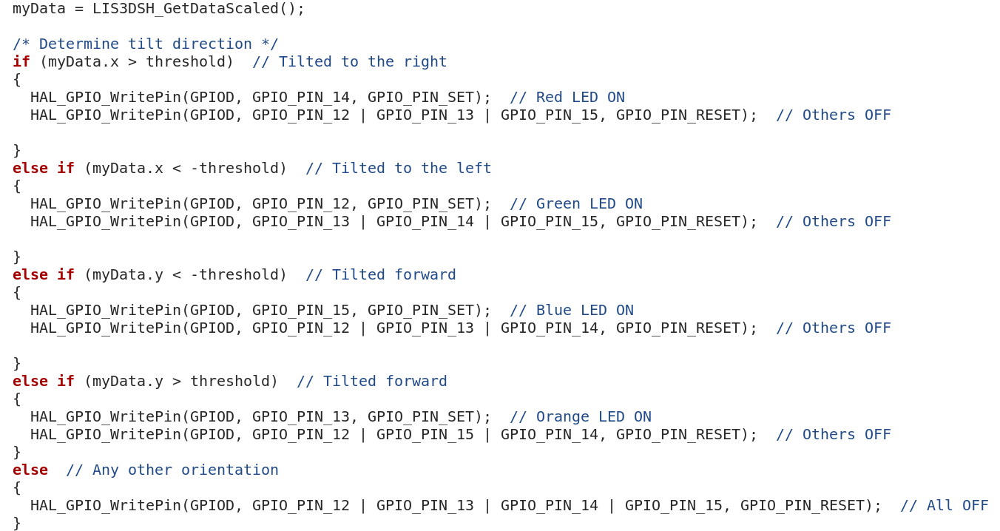 myData = LIS3DSH_GetDataScaled();

/* Determine tilt direction */
if (myData.x > threshold)  // Tilted to the right
{
  HAL_GPIO_WritePin(GPIOD, GPIO_PIN_14, GPIO_PIN_SET);  // Red LED ON
  HAL_GPIO_WritePin(GPIOD, GPIO_PIN_12 | GPIO_PIN_13 | GPIO_PIN_15, GPIO_PIN_RESET);  // Others OFF

}
else if (myData.x < -threshold)  // Tilted to the left
{
  HAL_GPIO_WritePin(GPIOD, GPIO_PIN_12, GPIO_PIN_SET);  // Green LED ON
  HAL_GPIO_WritePin(GPIOD, GPIO_PIN_13 | GPIO_PIN_14 | GPIO_PIN_15, GPIO_PIN_RESET);  // Others OFF

}
else if (myData.y < -threshold)  // Tilted forward
{
  HAL_GPIO_WritePin(GPIOD, GPIO_PIN_15, GPIO_PIN_SET);  // Blue LED ON
  HAL_GPIO_WritePin(GPIOD, GPIO_PIN_12 | GPIO_PIN_13 | GPIO_PIN_14, GPIO_PIN_RESET);  // Others OFF

}
else if (myData.y > threshold)  // Tilted forward
{
  HAL_GPIO_WritePin(GPIOD, GPIO_PIN_13, GPIO_PIN_SET);  // Orange LED ON
  HAL_GPIO_WritePin(GPIOD, GPIO_PIN_12 | GPIO_PIN_15 | GPIO_PIN_14, GPIO_PIN_RESET);  // Others OFF
}
else  // Any other orientation
{
  HAL_GPIO_WritePin(GPIOD, GPIO_PIN_12 | GPIO_PIN_13 | GPIO_PIN_14 | GPIO_PIN_15, GPIO_PIN_RESET);  // All OFF
}